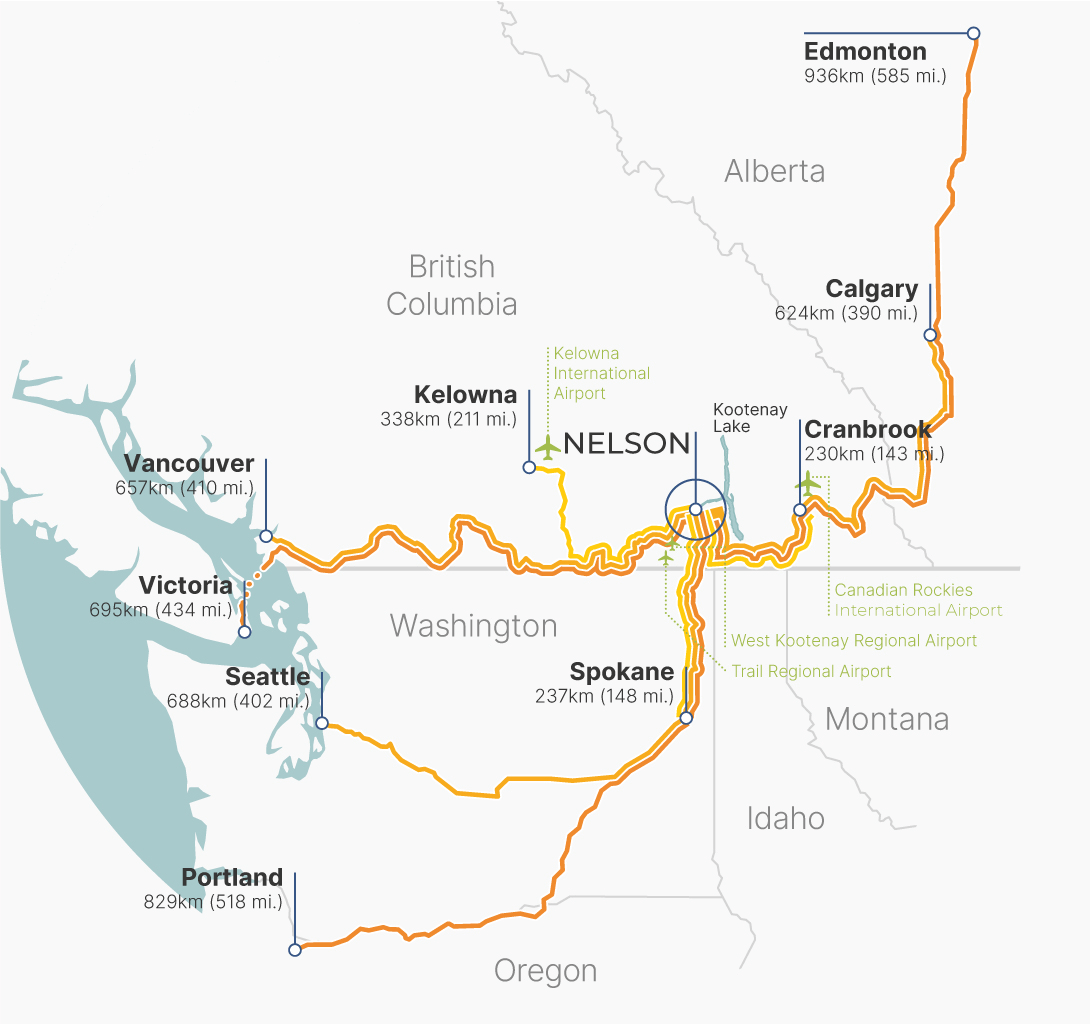 Edmonton
936km (585 mi.)
Alberta
British
Columbia
Calgary
624km (390 mi.)
Kelowna
International
Airport
Kelowna
338km (211 mi.)
NELSON
Kootenay
Lake
Cranbrook
230km (143 mi.)
Vancouver
657km (410 mi.)
Victoria
695km (434 mi.)
Washington
Canadian Rockies
International Airport
West Kootenay Regional Airport
Trail Regional Airport
Seattle
688km (402 mi.)
Spokane
237km (148 mi.)
Montana
Idaho
Portland
829km (518 mi.)
Oregon